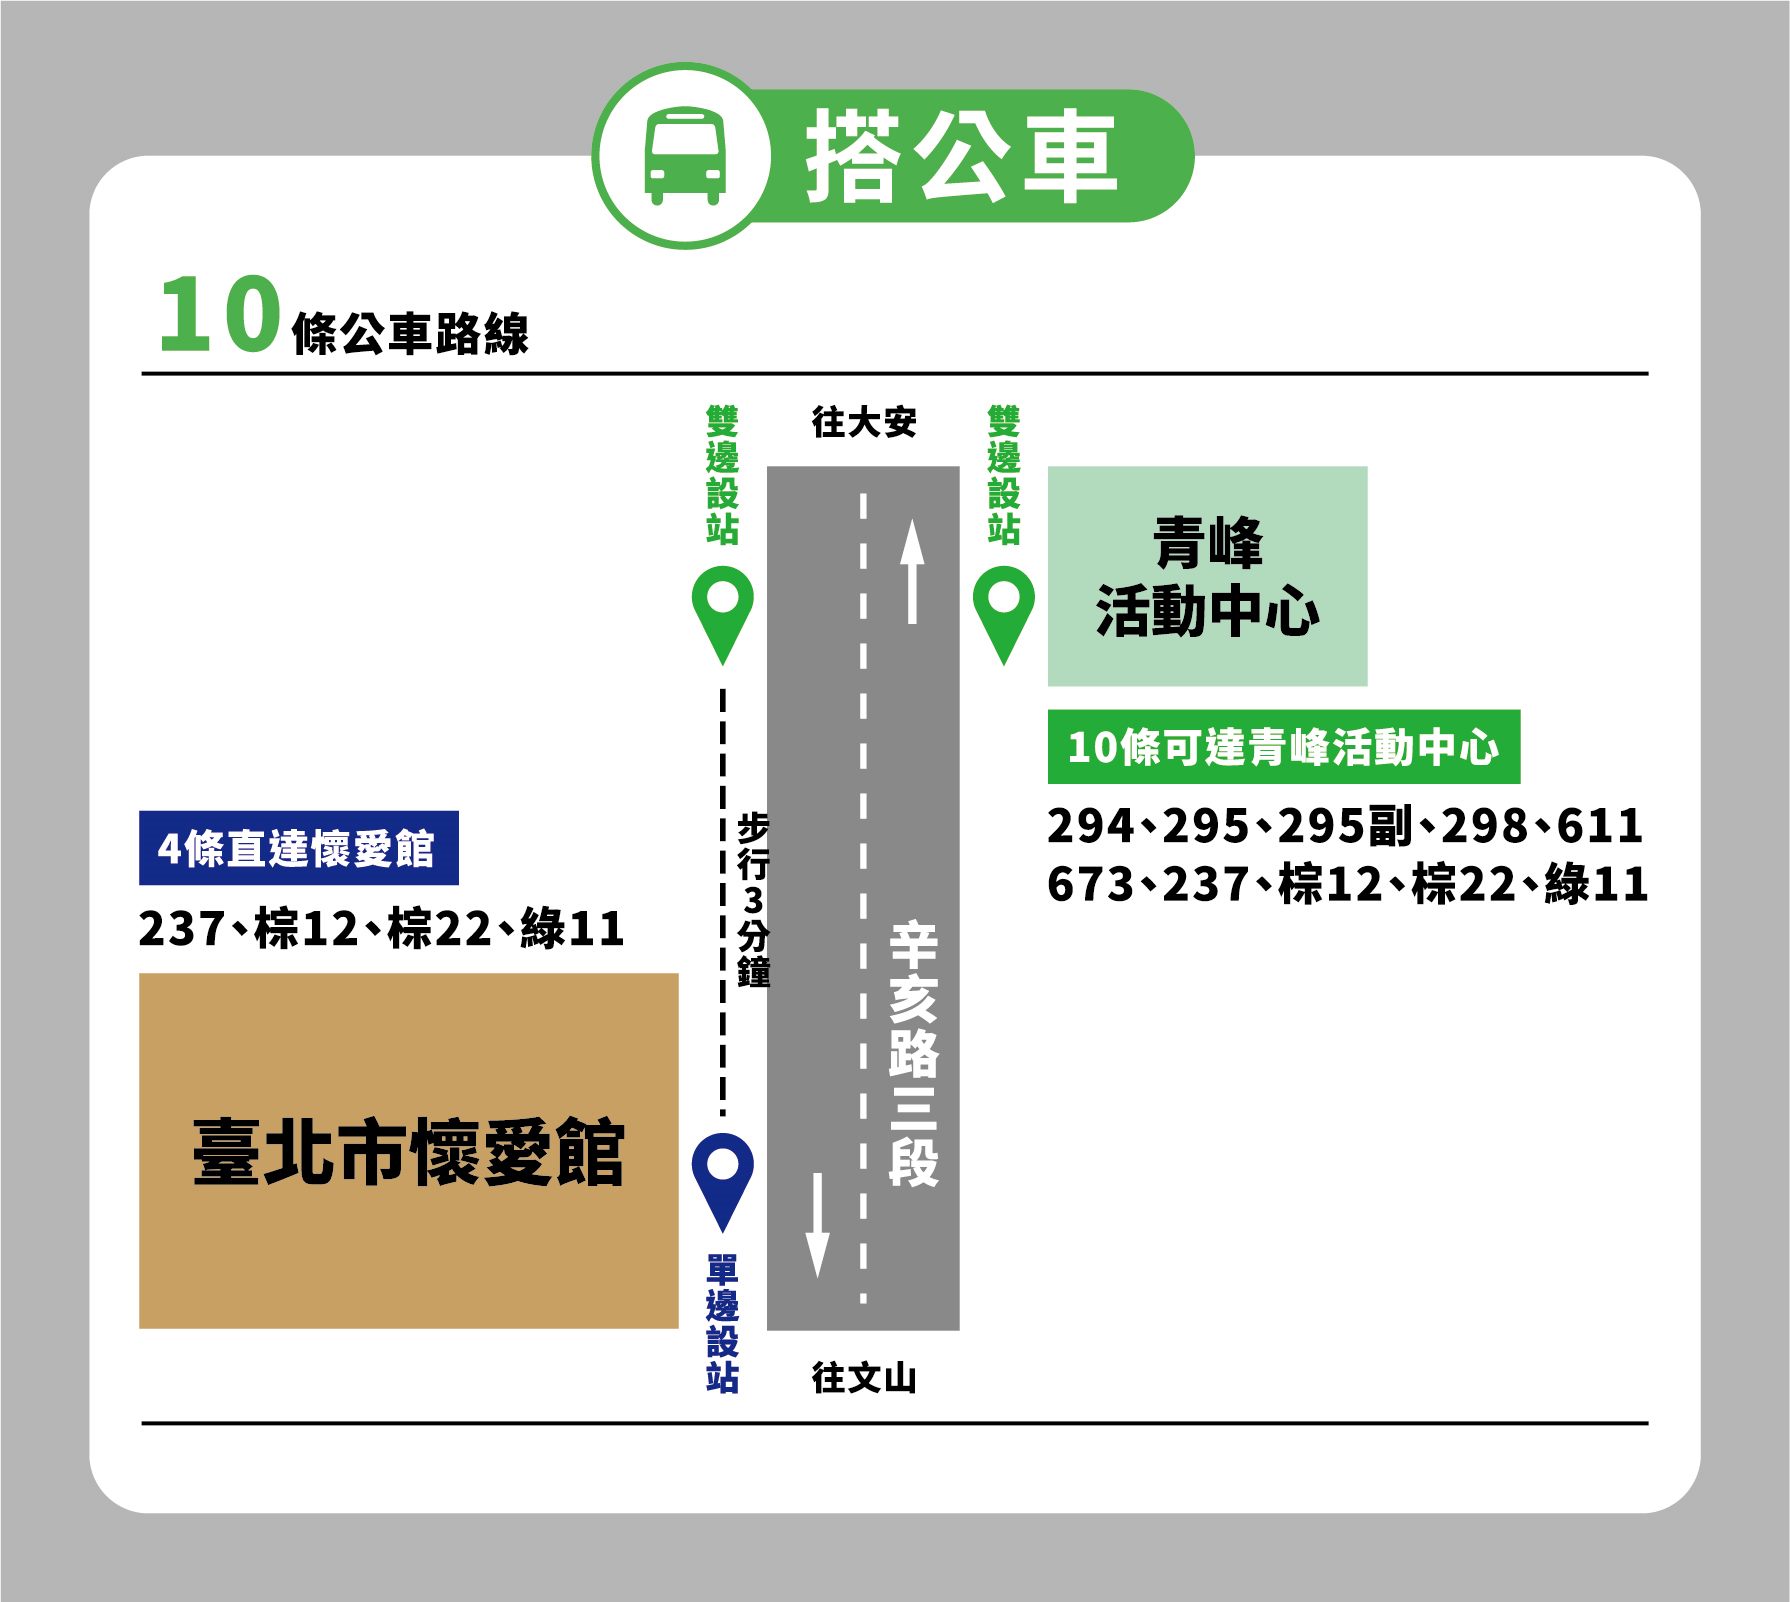 搭公車
10條公車路線
雙邊設站
往大安
雙邊設站
青峰
活動中心
10條可達青峰活動中心
294、295、295副、298、611
673、237、棕12、棕22、綠11
4條直達懷愛館
237、棕12、棕22、綠11
步行3分鐘
辛亥路三段
臺北市懷愛館
單邊設站
往文山